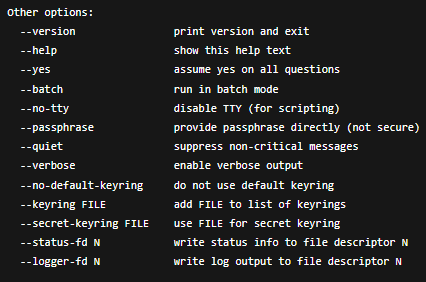 Other options:
  --version               print version and exit
  --help                  show this help text
  --yes                   assume yes on all questions
  --batch                 run in batch mode
  --no-tty                disable TTY (for scripting)
  --passphrase            provide passphrase directly (not secure)
  --quiet                 suppress non-critical messages
  --verbose               enable verbose output
  --no-default-keyring    do not use default keyring
  --keyring FILE          add FILE to list of keyrings
  --secret-keyring FILE   use FILE for secret keyring
  --status-fd N           write status info to file descriptor N
  --logger-fd N           write log output to file descriptor N